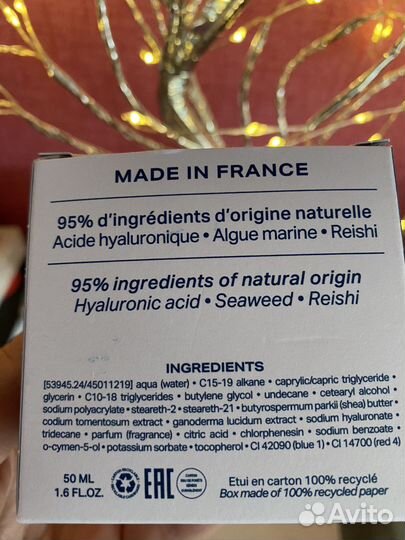 MADE IN FRANCE
95% d'ingrédients d'origine naturelle
Acide hyaluronique • Algue marine • Reishi
95% ingredients of natural origin
Hyaluronic acid • Seaweed • Reishi
INGREDIENTS
[53945.24/45011219] aqua (water) • C15-19 alkane • caprylic/capric triglyceride
glycerin • C10-18 triglycerides • butylene glycol • undecane • cetearyl alcohol •
sodium polyacrylate • steareth-2 • steareth-21 • butyrospermum parkii (shea) butter •
codium tomentosum extract • ganoderma lucidum extract • sodium hyaluronate •
tridecane • parfum (fragrance) • citric acid • chlorphenesin • sodium benzoate •
o-cymen-5-ol • potassium sorbate • tocopherol • CI 42090 (blue 1) • CI 14700 (red 4)
50 ML
1.6 FL.OZ.
EAC
Etui en carton 100% recyclé
Box made of 100% recycled paper
Avito